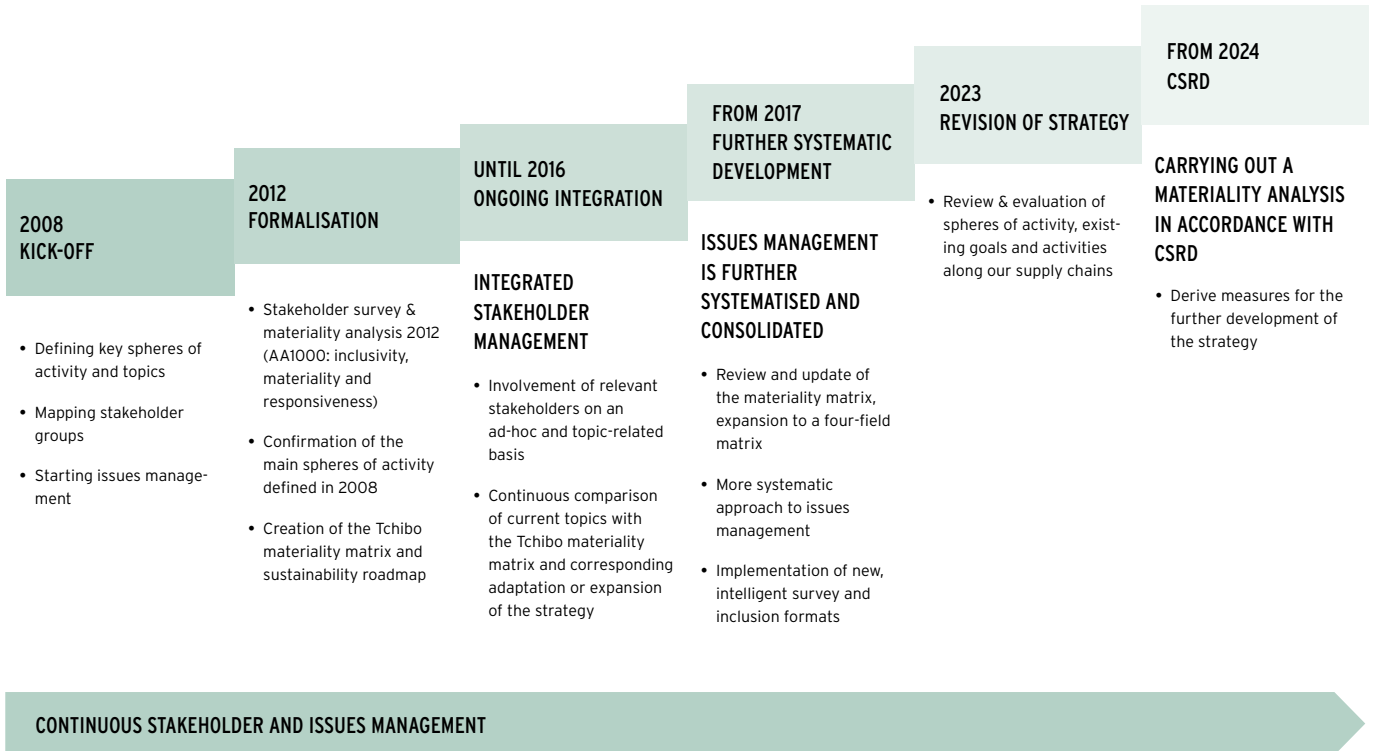 2008
KICK-OFF
• Defining key spheres of
activity and topics
• Mapping stakeholder
groups
• Starting issues manage-
ment
2012
FORMALISATION
• Stakeholder survey &
materiality analysis 2012
(AA1000: inclusivity,
materiality and
responsiveness)
• Confirmation of the
main spheres of activity
defined in 2008
• Creation of the Tchibo
materiality matrix and
sustainability roadmap
UNTIL 2016
ONGOING INTEGRATION
INTEGRATED
STAKEHOLDER
MANAGEMENT
• Involvement of relevant
stakeholders on an
ad-hoc and topic-related
basis
• Continuous comparison
of current topics with
the Tchibo materiality
matrix and corresponding
adaptation or expansion
of the strategy
FROM 2017
FURTHER SYSTEMATIC
DEVELOPMENT
ISSUES MANAGEMENT
IS FURTHER
SYSTEMATISED AND
CONSOLIDATED
• Review and update of
the materiality matrix,
expansion to a four-field
matrix
• More systematic
approach to issues
management
• Implementation of new,
intelligent survey and
inclusion formats
2023
REVISION OF STRATEGY
• Review & evaluation of
spheres of activity, exist-
ing goals and activities
along our supply chains
FROM 2024
CSRD
CARRYING OUT A
MATERIALITY ANALYSIS
IN ACCORDANCE WITH
CSRD
• Derive measures for the
further development of
the strategy
CONTINUOUS STAKEHOLDER AND ISSUES MANAGEMENT